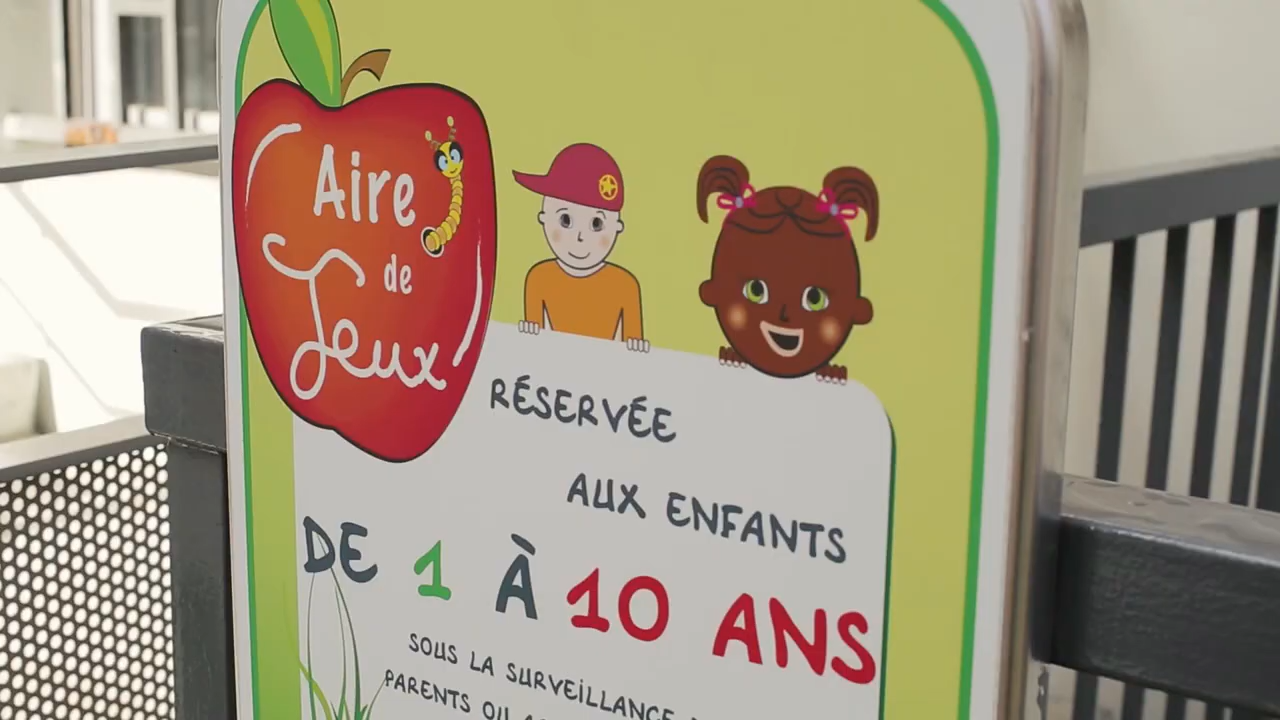 Aire
de
Jeux
RÉSERVÉE
AUX ENFANTS
DE 1 À 10 ANS
SOUS LA SURVEILLANCE
PARENTS OU